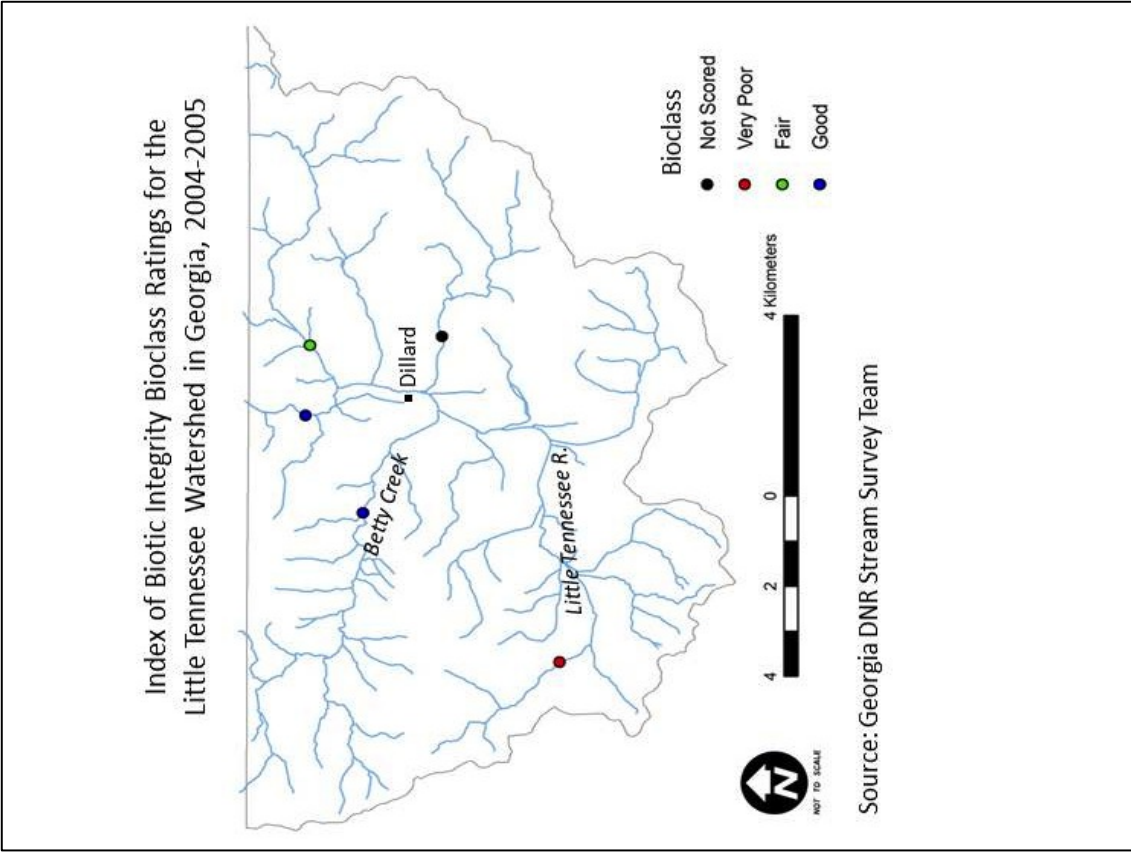 Index of Biotic Integrity Bioclass Ratings for the
Little Tennessee Watershed in Georgia, 2004-2005
Dillard
Betty Creek
Little Tennessee R.
Bioclass
Not Scored
Very Poor
Fair
Good
4 2 0 4 Kilometers
N
NOT TO SCALE
Source: Georgia DNR Stream Survey Team